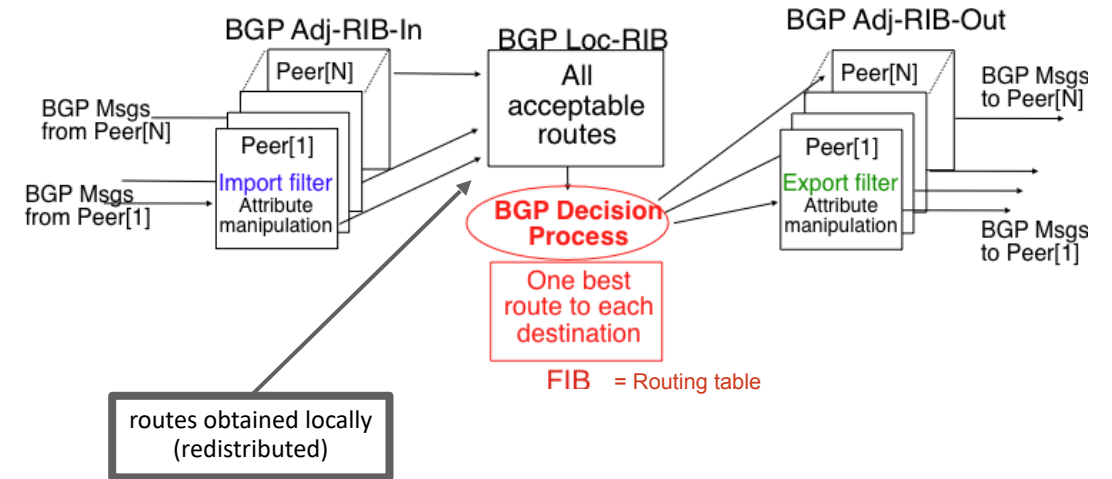 BGP Adj-RIB-In
BGP Loc-RIB
BGP Adj-RIB-Out
Peer[N]
BGP Msgs
from Peer[N]
Peer[1]
Import filter
Attribute
manipulation
BGP Msgs
from Peer[1]
All
acceptable
routes
BGP Decision
Process
One best
route to each
destination
FIB = Routing table
Peer[N]
Peer[1]
Export filter
Attribute
manipulation
BGP Msgs
to Peer[N]
BGP Msgs
to Peer[1]
routes obtained locally
(redistributed)